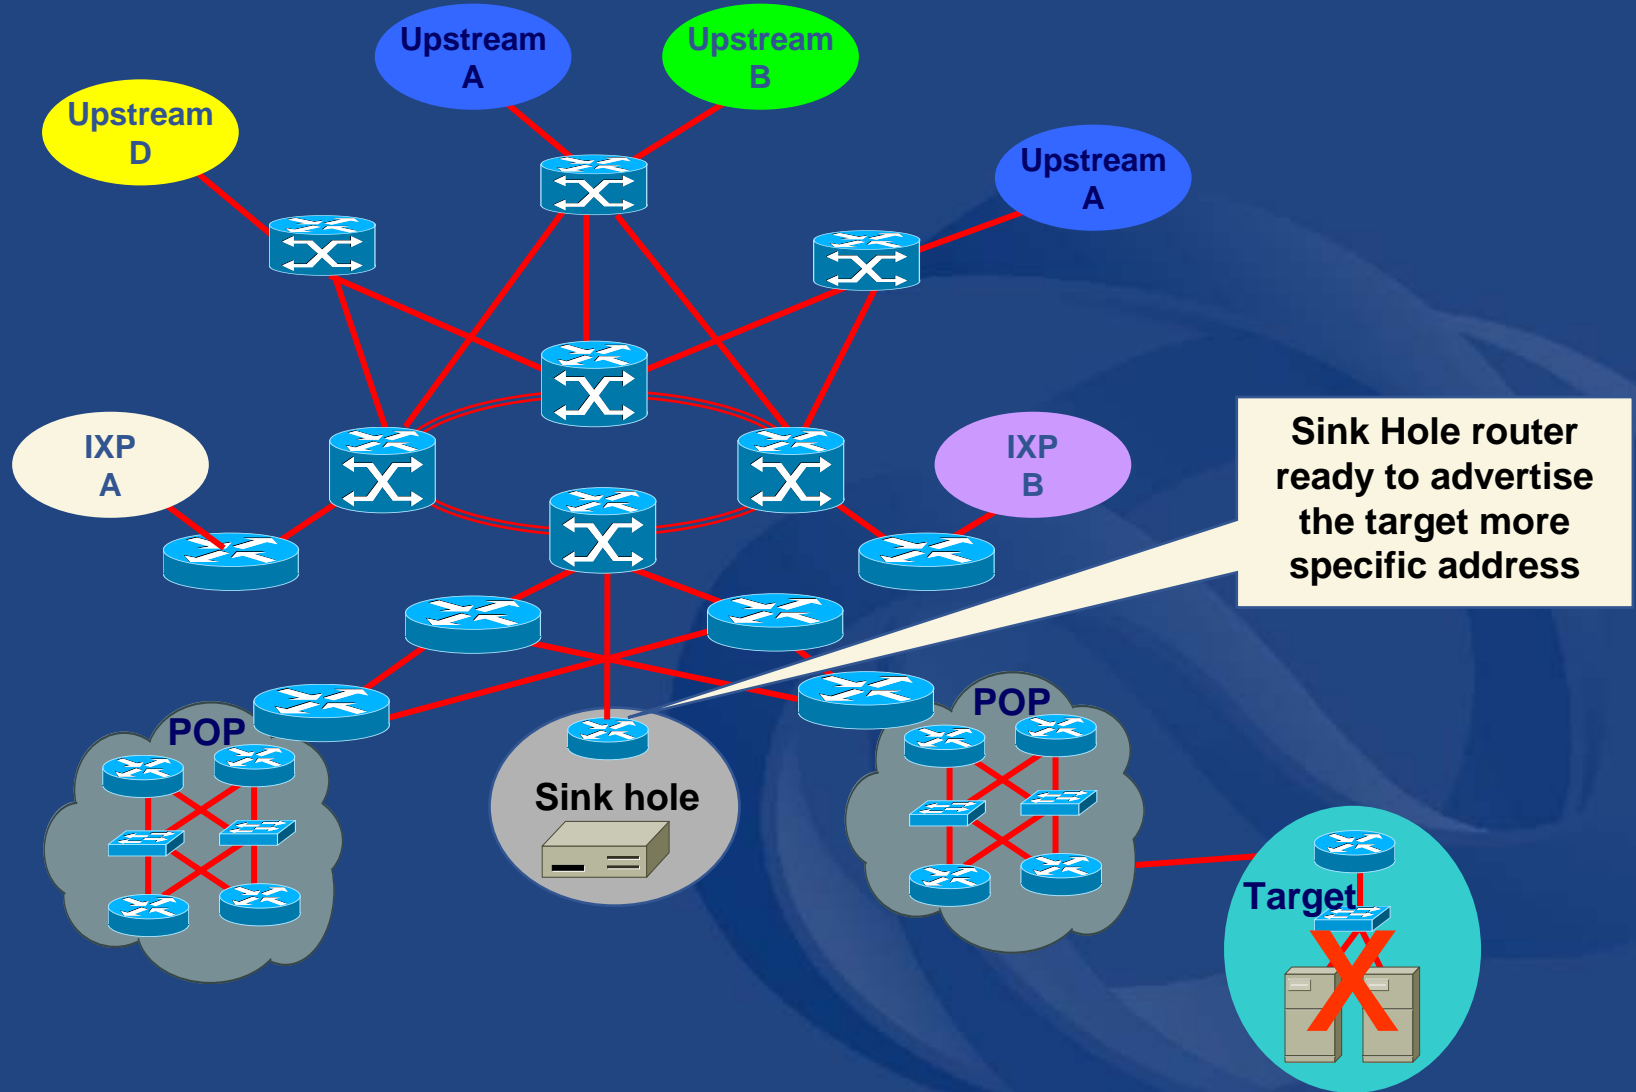 Upstream
A
Upstream
B
Upstream
D
Upstream
A
IXP
A
IXP
B
Sink Hole router
ready to advertise
the target more
specific address
POP
POP
Sink hole
Target
X